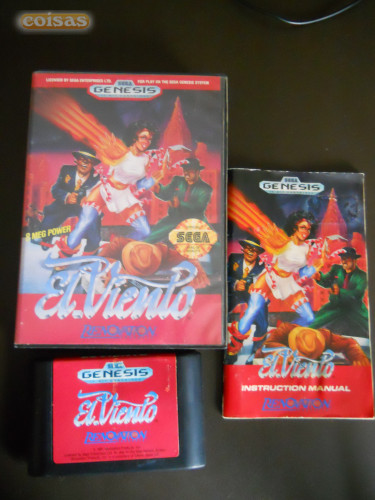 coisas
LICENSED BY SEGA ENTERPRISES LTD. FOR PLAY ON THE SEGA GENESIS SYSTEM
SEGA
GENESIS
8 MEG POWER
SEGA
El.Viento
RENOVATION
SEGA
GENESIS
El.Viento
INSTRUCTION MANUAL
RENOVATION
GENESIS
El.Viento
RENOVATION